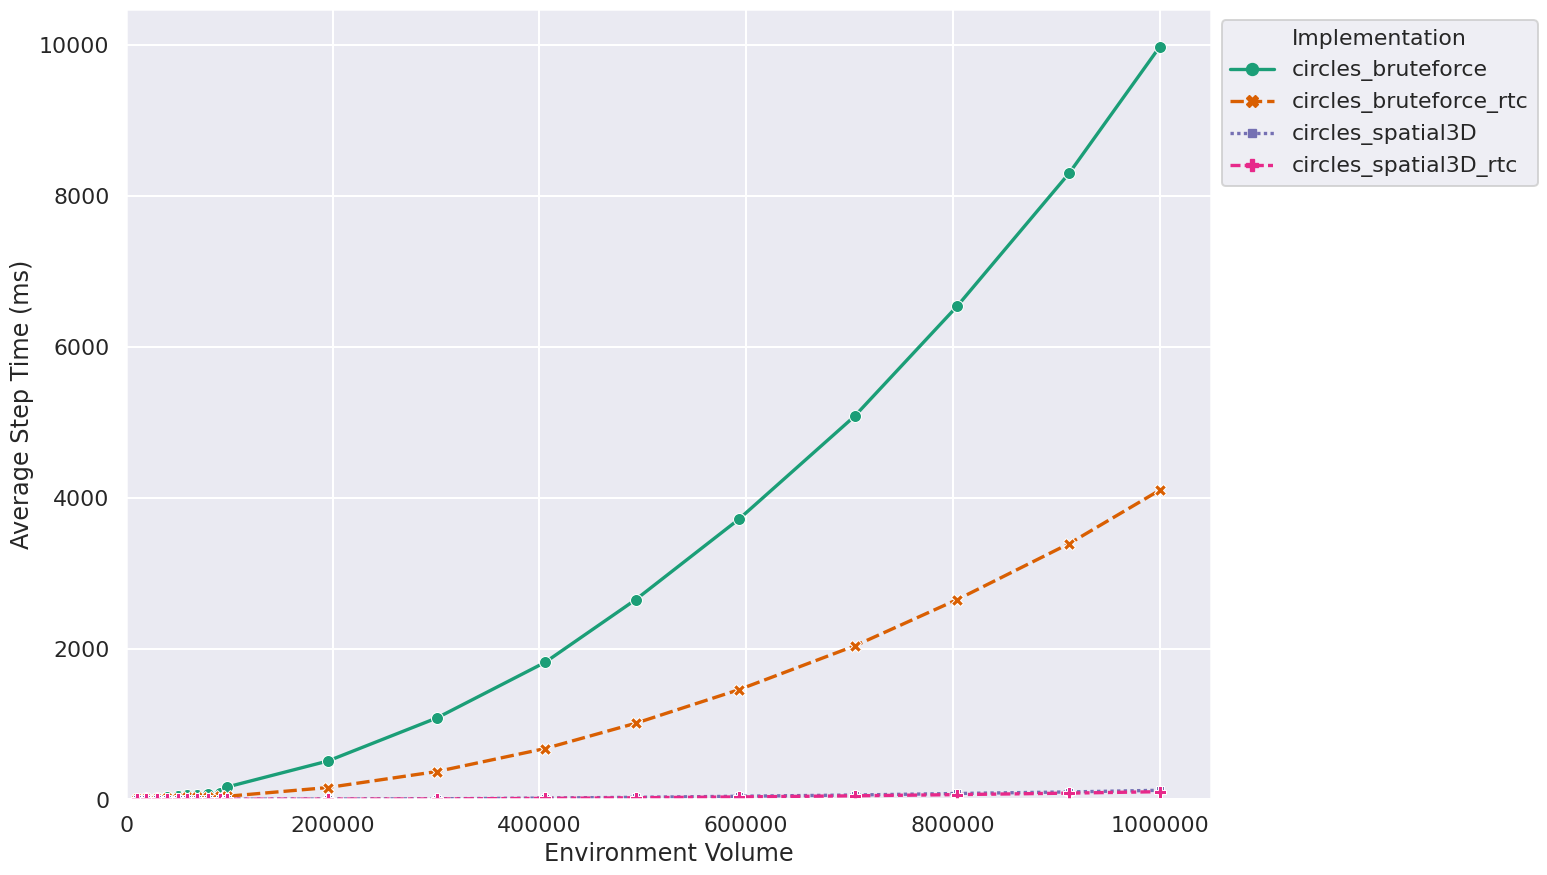 10000
8000
6000
4000
2000
0
Average Step Time (ms)
0
200000
400000
600000
800000
1000000
Environment Volume
Implementation
circles_bruteforce
circles_bruteforce_rtc
circles_spatial3D
circles_spatial3D_rtc